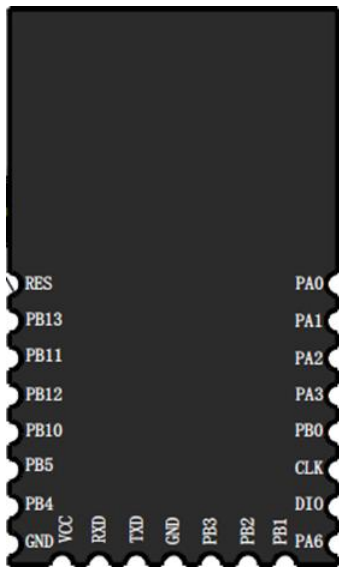 RES PA0
PB13 PA1
PB11 PA2
PB12 PA3
PB10 PB0
PB5 CLK
PB4 DIO
GND VCC RXD TXD GND PB3 PB2 PB1 PA6